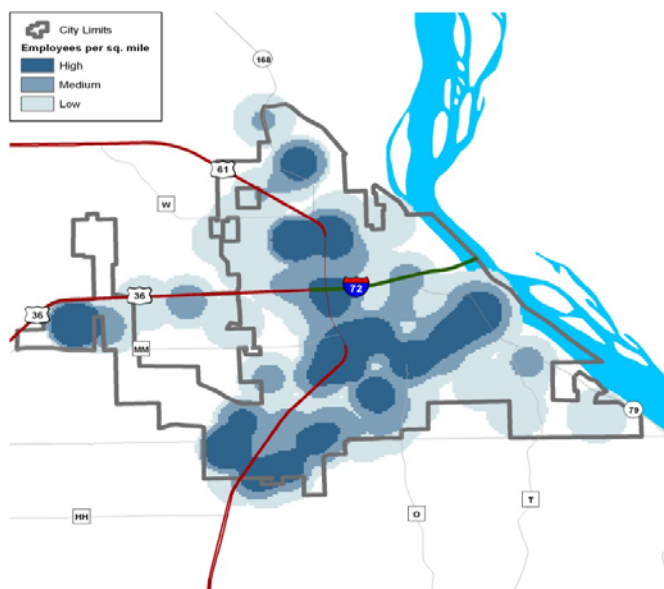 City Limits
Employees per sq. mile
High
Medium
Low
168
61
W
36
72
36
MM
79
HH
O
T